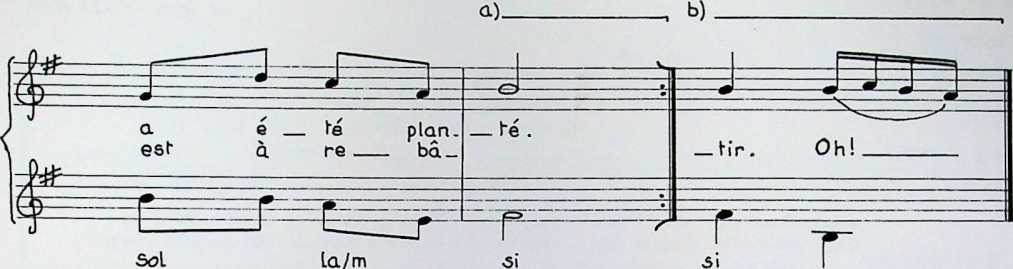 a) b)
a é _ té plan. _ té.
est à re _ bâ _ _ tir. Oh! _
sol la/m si si